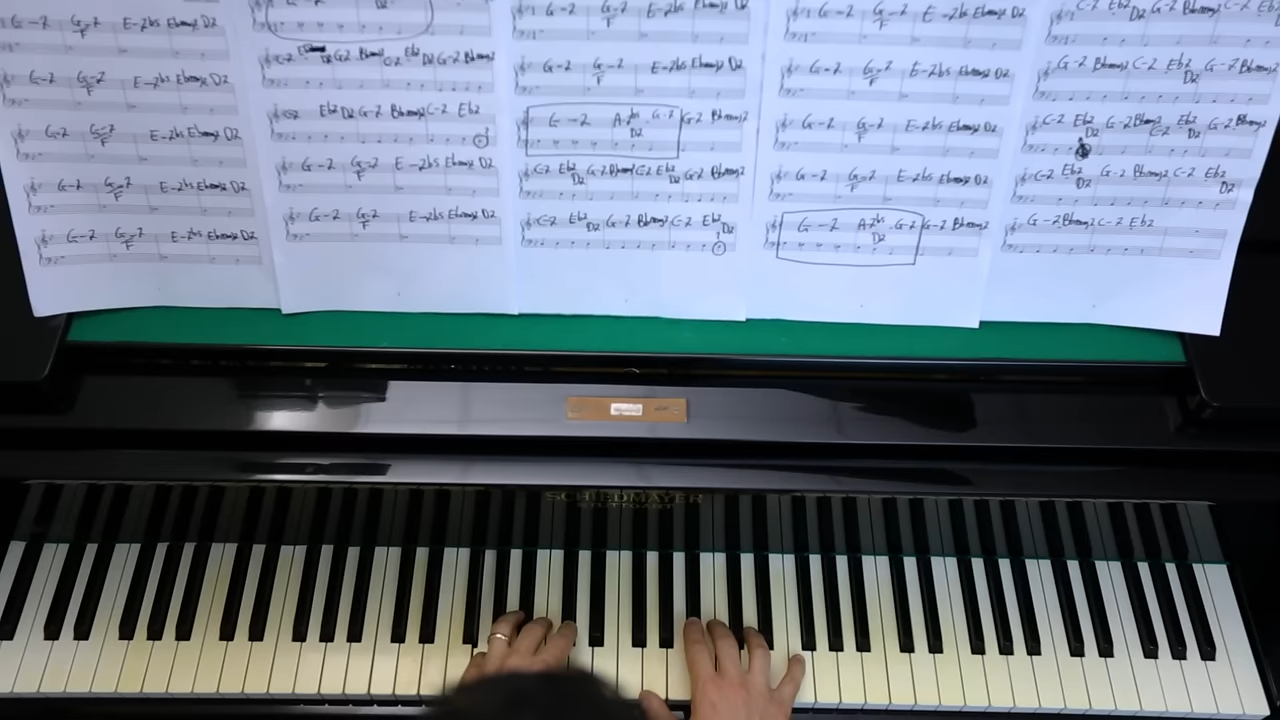 G-7 G-7/F E-7b5 Ebmaj7 D7
G-7 G-7/F E-7b5 Ebmaj7 D7
G-7 G-7/F E-7b5 Ebmaj7 D7
G-7 G-7/F E-7b5 Ebmaj7 D7
G-7 G-7/F E-7b5 Ebmaj7 D7
D7
C-7 D7 G-7 Bbmaj7 C-7 Eb7 D7 G-7 Bbmaj7
Eb7 D7 G-7 Bbmaj7 C-7 Eb7
G-7 G-7/F E-7b5 Ebmaj7 D7
G-7 G-7/F E-7b5 Ebmaj7 D7
G-7 G-7/F E-7b5 Ebmaj7 D7
G-7 G-7/F E-7b5 Ebmaj7 D7
G-7 A-7b5 D7 G-7 G-7 Bbmaj7
C-7 Eb7 D7 G-7 Bbmaj7 C-7 Eb7 D7 G-7 Bbmaj7
C-7 Eb7 D7 G-7 Bbmaj7 C-7 Eb7 D7
G-7 G-7/F E-7b5 Ebmaj7 D7
G-7 G-7/F E-7b5 Ebmaj7 D7
G-7 G-7/F E-7b5 Ebmaj7 D7
G-7 G-7/F E-7b5 Ebmaj7 D7
G-7 A-7b5 D7 G-7 G-7 Bbmaj7
C-7 Eb7 D7 G-7 Bbmaj7 C-7 Eb7
G-7 Bbmaj7 C-7 Eb7 D7 G-7 Bbmaj7
C-7 Eb7 D7 G-7 Bbmaj7 C-7 Eb7 D7 G-7 Bbmaj7
C-7 Eb7 D7 G-7 Bbmaj7 C-7 Eb7 D7
G-7 Bbmaj7 C-7 Eb7
SCHIEDMAYER
STUTTGART